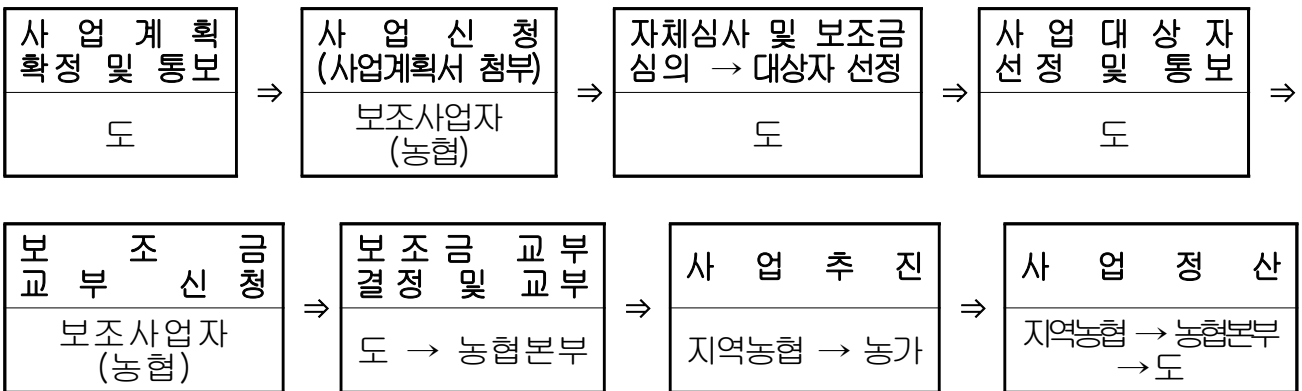 사 업 계 획
확정 및 통보
도
⇒
사 업 신 청
(사업계획서 첨부)
보조사업자
(농협)
⇒
자체심사 및 보조금
심의 → 대상자 선정
도
⇒
사 업 대 상 자
선 정 및 통 보
도
⇒
보 조 금
교 부 신 청
보조사업자
(농협)
⇒
보 조 금 교 부
결 정 및 교 부
도 → 농협본부
⇒
사 업 추 진
지역농협 → 농가
⇒
사 업 정 산
지역농협 → 농협본부
→도